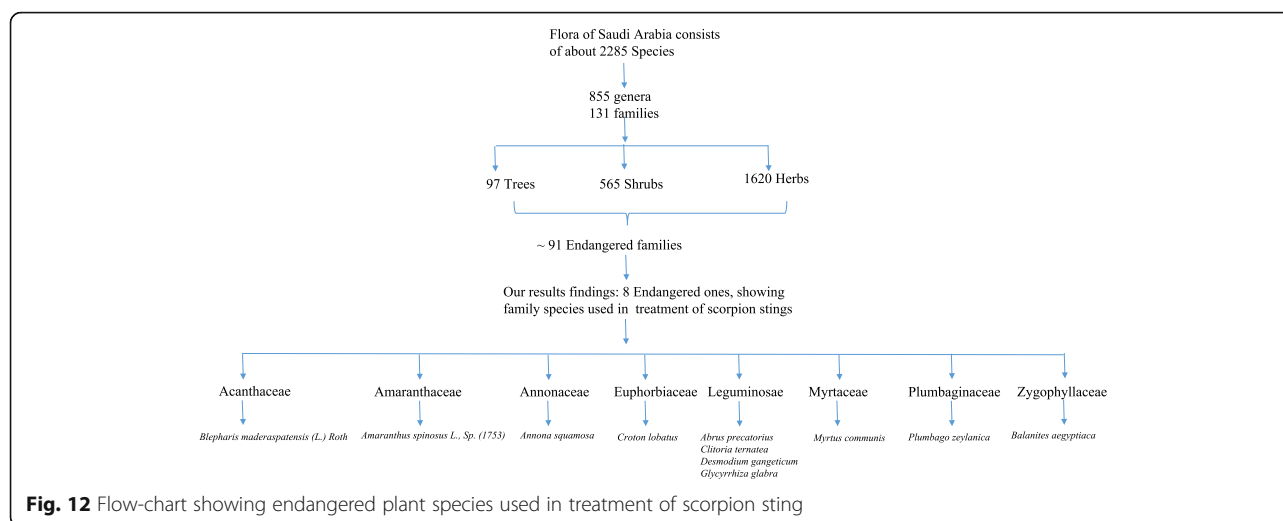 Flora of Saudi Arabia consists
of about 2285 Species
855 genera
131 families
97 Trees
565 Shrubs
1620 Herbs
~ 91 Endangered families
Our results findings: 8 Endangered ones, showing
family species used in treatment of scorpion stings
Acanthaceae
Amaranthaceae
Annonaceae
Euphorbiaceae
Leguminosae
Myrtaceae
Plumbaginaceae
Zygophyllaceae
Blepharis maderaspatensis (L.) Roth
Amaranthus spinosus L., Sp. (1753)
Annona squamosa
Croton lobatus
Abrus precatorius
Clitoria ternatea
Desmodium gangeticum
Glycyrrhiza glabra
Myrtus communis
Plumbago zeylanica
Balanites aegyptiaca
Fig. 12 Flow-chart showing endangered plant species used in treatment of scorpion sting